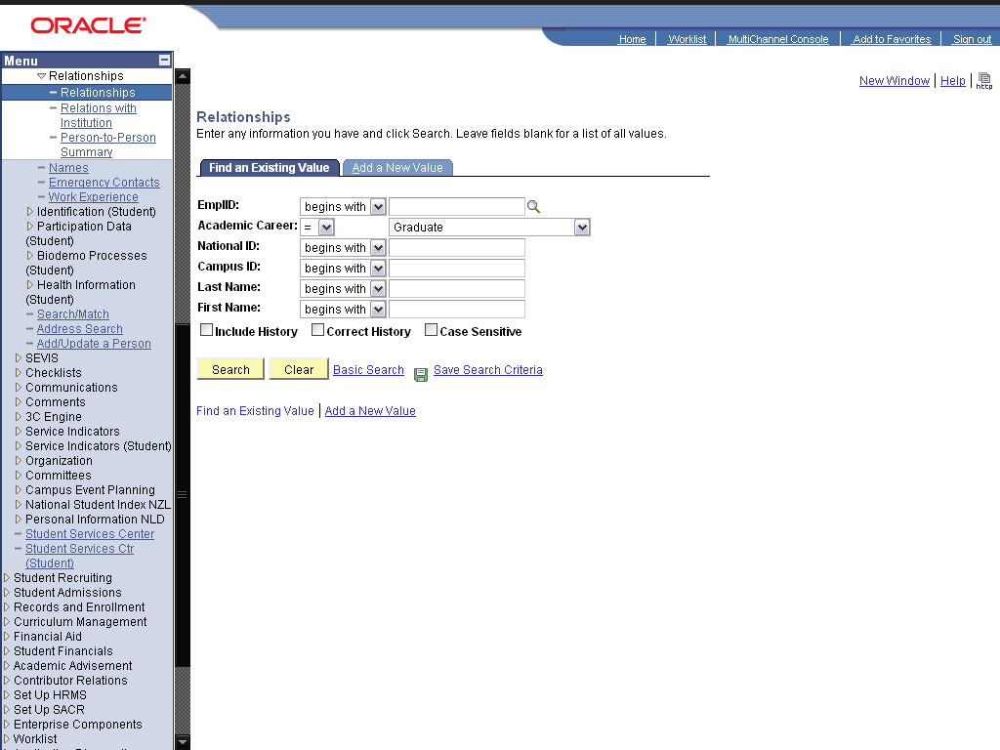 ORACLE
Home
Worklist
MultiChannel Console
Add to Favorites
Sign out
Menu
Relationships
Relationships
Relations with
Institution
Person-to-Person
Summary
Names
Emergency Contacts
Work Experience
Identification (Student)
Participation Data
(Student)
Biodemo Processes
(Student)
Health Information
(Student)
Search/Match
Address Search
Add/Update a Person
SEVIS
Checklists
Communications
Comments
3C Engine
Service Indicators
Service Indicators (Student)
Organization
Committees
Campus Event Planning
National Student Index NZL
Personal Information NLD
Student Services Center
Student Services Ctr
(Student)
Student Recruiting
Student Admissions
Records and Enrollment
Curriculum Management
Financial Aid
Student Financials
Academic Advisement
Contributor Relations
Set Up HRMS
Set Up SACR
Enterprise Components
Worklist
New Window | Help | http
Relationships
Enter any information you have and click Search. Leave fields blank for a list of all values.
Find an Existing Value
Add a New Value
EmplID: begins with
Academic Career: = Graduate
National ID: begins with
Campus ID: begins with
Last Name: begins with
First Name: begins with
Include History Correct History Case Sensitive
Search Clear Basic Search Save Search Criteria
Find an Existing Value | Add a New Value